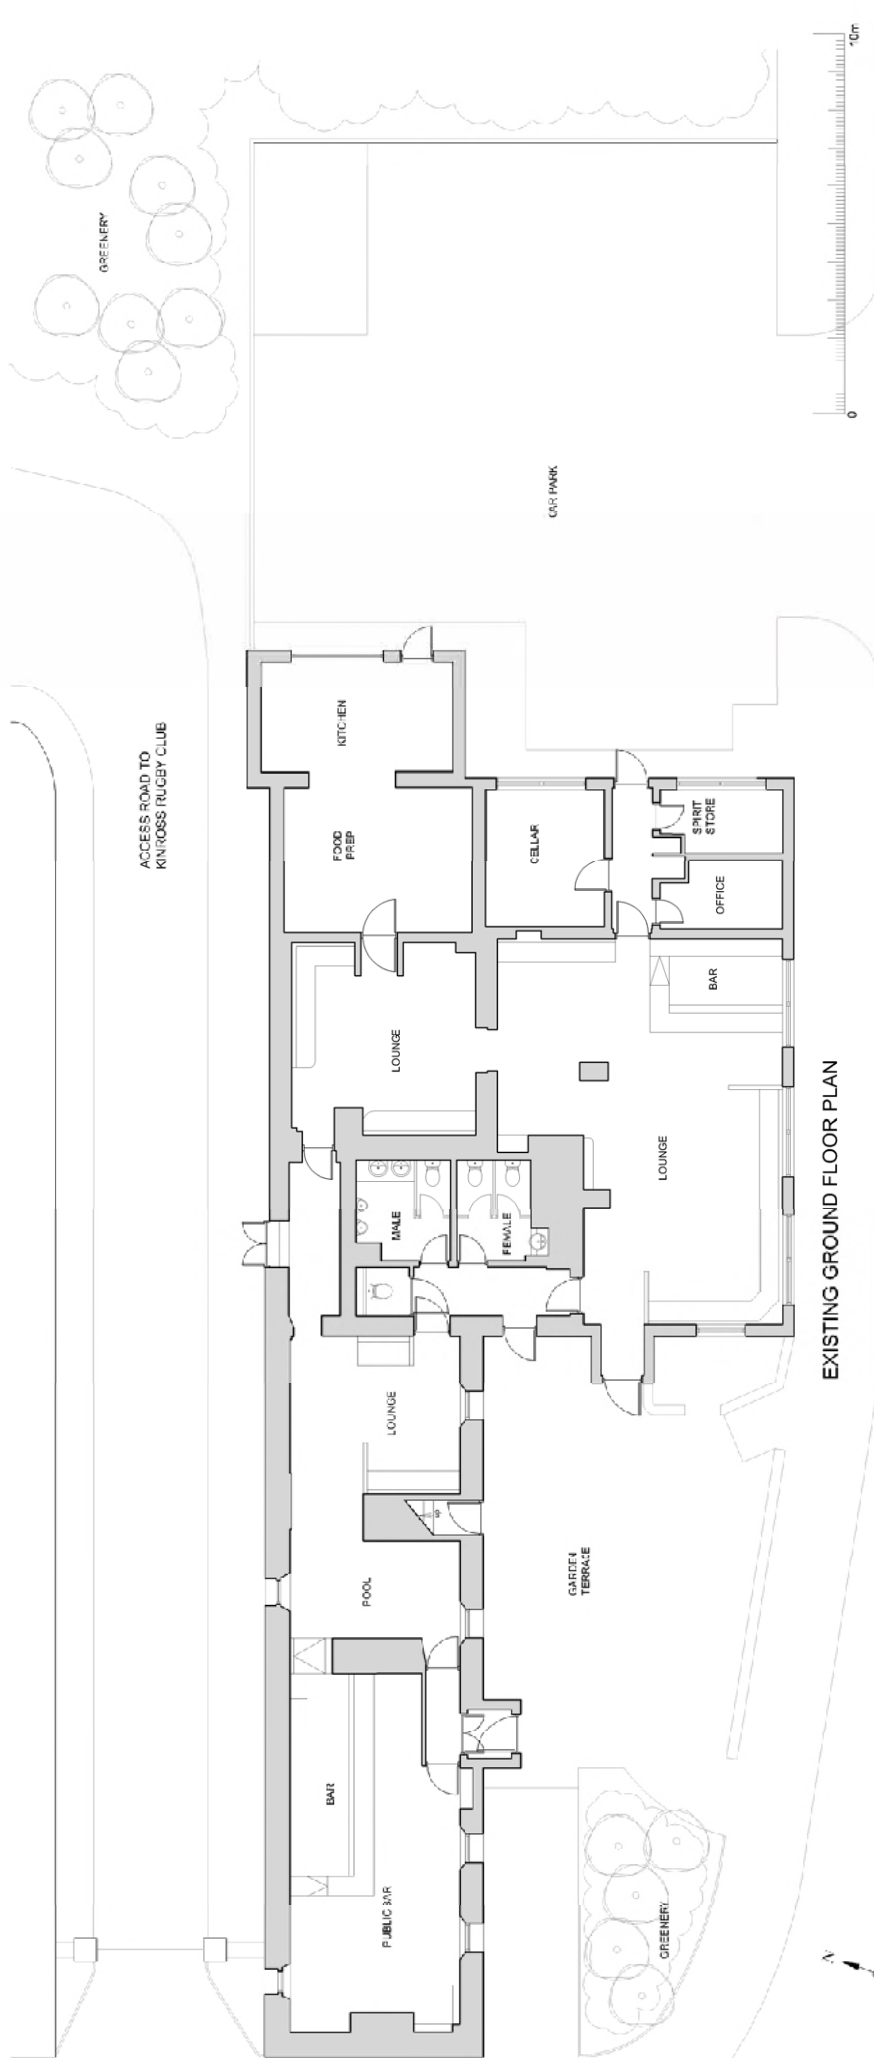 GREENERY
ACCESS ROAD TO
KINROSS RUGBY CLUB
CAR PARK
KITCHEN
FOOD
PREP
CELLAR
SPIRIT
STORE
OFFICE
BAR
LOUNGE
LOUNGE
MALE
FEMALE
LOUNGE
UP
POOL
GARDEN
TERRACE
BAR
PUBLIC BAR
GREENERY
EXISTING GROUND FLOOR PLAN
0
10m
N